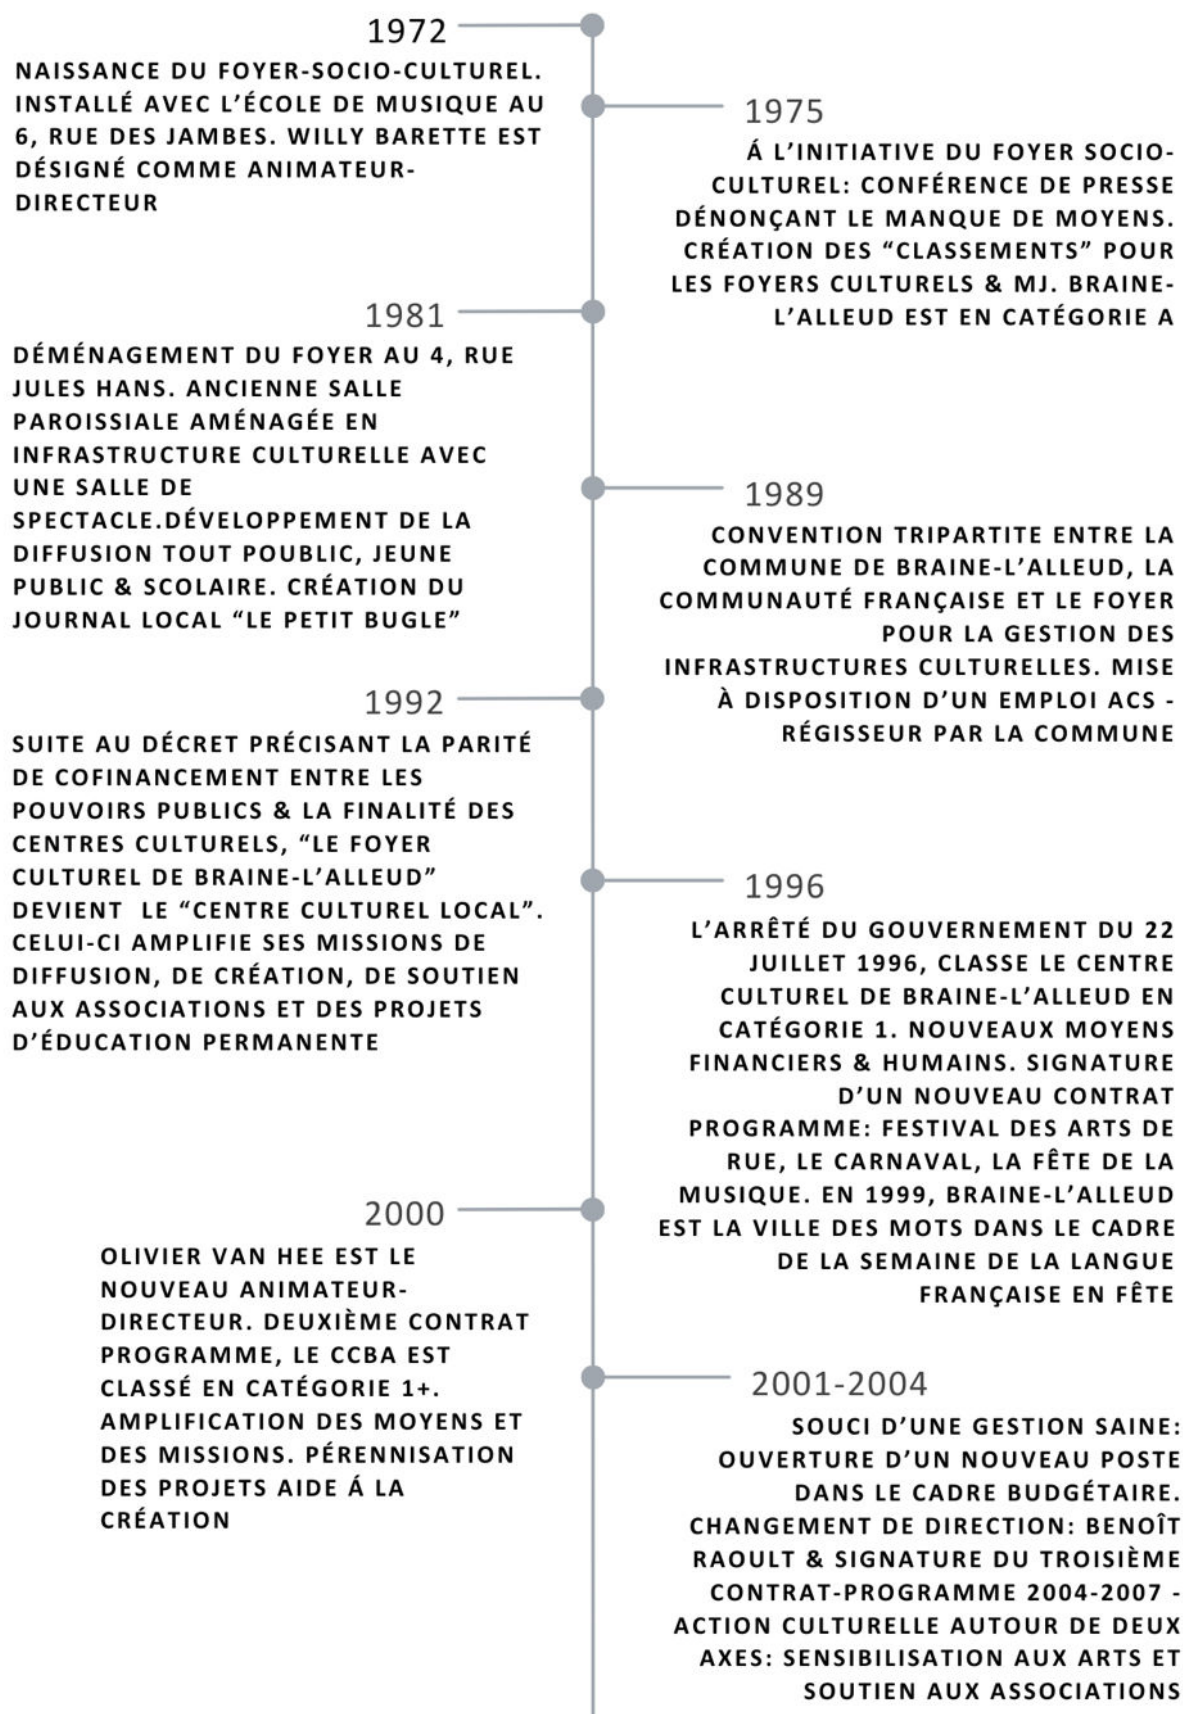 1972
NAISSANCE DU FOYER-SOCIO-CULTUREL.
INSTALLÉ AVEC L’ÉCOLE DE MUSIQUE AU
6, RUE DES JAMBES. WILLY BARETTE EST
DÉSIGNÉ COMME ANIMATEUR-
DIRECTEUR
1975
Á L’INITIATIVE DU FOYER SOCIO-
CULTUREL: CONFÉRENCE DE PRESSE
DÉNONÇANT LE MANQUE DE MOYENS.
CRÉATION DES “CLASSEMENTS” POUR
LES FOYERS CULTURELS & MJ. BRAINE-
L’ALLEUD EST EN CATÉGORIE A
1981
DÉMÉNAGEMENT DU FOYER AU 4, RUE
JULES HANS. ANCIENNE SALLE
PAROISSIALE AMÉNAGÉE EN
INFRASTRUCTURE CULTURELLE AVEC
UNE SALLE DE
SPECTACLE.DÉVELOPPEMENT DE LA
DIFFUSION TOUT POUBLIC, JEUNE
PUBLIC & SCOLAIRE. CRÉATION DU
JOURNAL LOCAL “LE PETIT BUGLE”
1989
CONVENTION TRIPARTITE ENTRE LA
COMMUNE DE BRAINE-L’ALLEUD, LA
COMMUNAUTÉ FRANÇAISE ET LE FOYER
POUR LA GESTION DES
INFRASTRUCTURES CULTURELLES. MISE
À DISPOSITION D’UN EMPLOI ACS -
RÉGISSEUR PAR LA COMMUNE
1992
SUITE AU DÉCRET PRÉCISANT LA PARITÉ
DE COFINANCEMENT ENTRE LES
POUVOIRS PUBLICS & LA FINALITÉ DES
CENTRES CULTURELS, “LE FOYER
CULTUREL DE BRAINE-L’ALLEUD”
DEVIENT LE “CENTRE CULTUREL LOCAL”.
CELUI-CI AMPLIFIE SES MISSIONS DE
DIFFUSION, DE CRÉATION, DE SOUTIEN
AUX ASSOCIATIONS ET DES PROJETS
D’ÉDUCATION PERMANENTE
1996
L’ARRÊTÉ DU GOUVERNEMENT DU 22
JUILLET 1996, CLASSE LE CENTRE
CULTUREL DE BRAINE-L’ALLEUD EN
CATÉGORIE 1. NOUVEAUX MOYENS
FINANCIERS & HUMAINS. SIGNATURE
D’UN NOUVEAU CONTRAT
PROGRAMME: FESTIVAL DES ARTS DE
RUE, LE CARNAVAL, LA FÊTE DE LA
MUSIQUE. EN 1999, BRAINE-L’ALLEUD
EST LA VILLE DES MOTS DANS LE CADRE
DE LA SEMAINE DE LA LANGUE
FRANÇAISE EN FÊTE
2000
OLIVIER VAN HEE EST LE
NOUVEAU ANIMATEUR-
DIRECTEUR. DEUXIÈME CONTRAT
PROGRAMME, LE CCBA EST
CLASSÉ EN CATÉGORIE 1+.
AMPLIFICATION DES MOYENS ET
DES MISSIONS. PÉRENNISATION
DES PROJETS AIDE Á LA
CRÉATION
2001-2004
SOUCI D’UNE GESTION SAINE:
OUVERTURE D’UN NOUVEAU POSTE
DANS LE CADRE BUDGÉTAIRE.
CHANGEMENT DE DIRECTION: BENOÎT
RAOULT & SIGNATURE DU TROISIÈME
CONTRAT-PROGRAMME 2004-2007 -
ACTION CULTURELLE AUTOUR DE DEUX
AXES: SENSIBILISATION AUX ARTS ET
SOUTIEN AUX ASSOCIATIONS